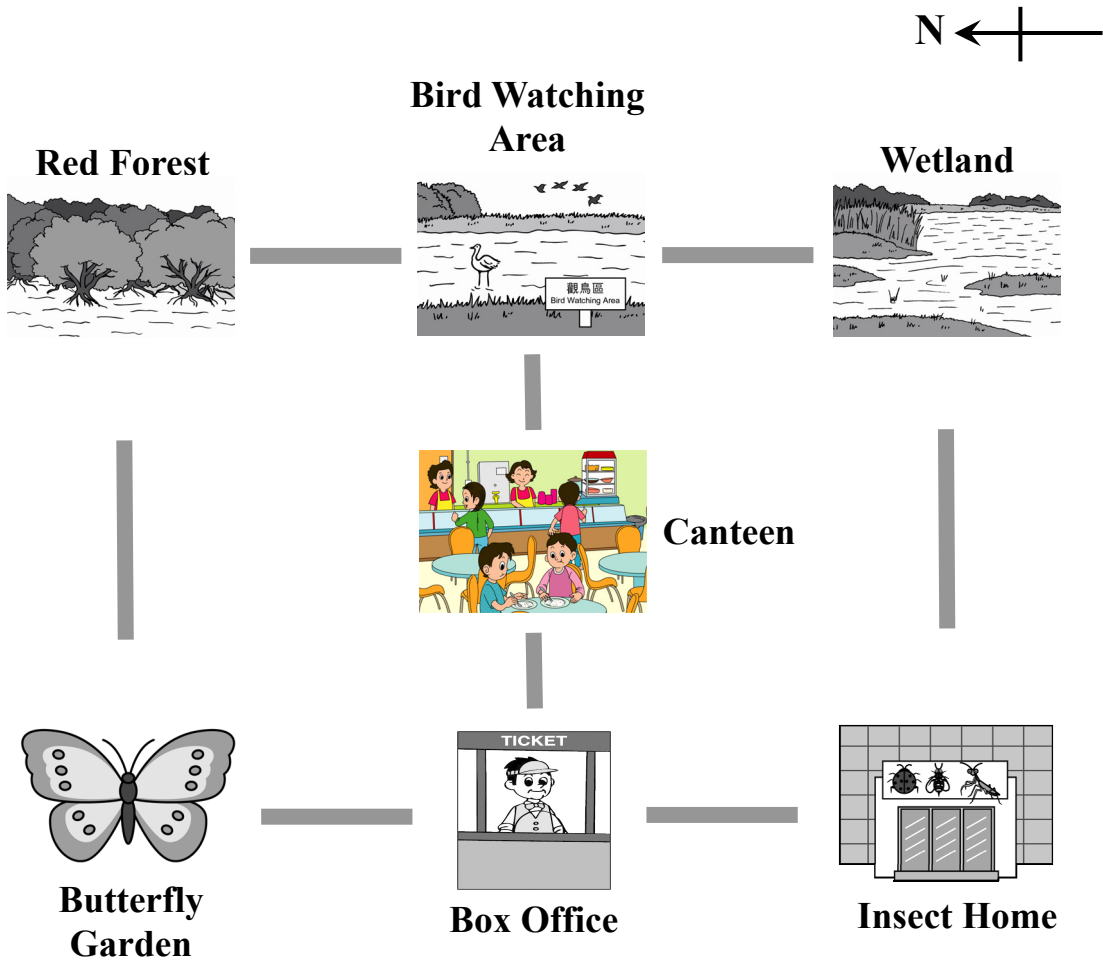 N
Bird Watching
Area
Red Forest
Wetland
觀鳥區
Bird Watching Area
Canteen
TICKET
Butterfly
Garden
Box Office
Insect Home